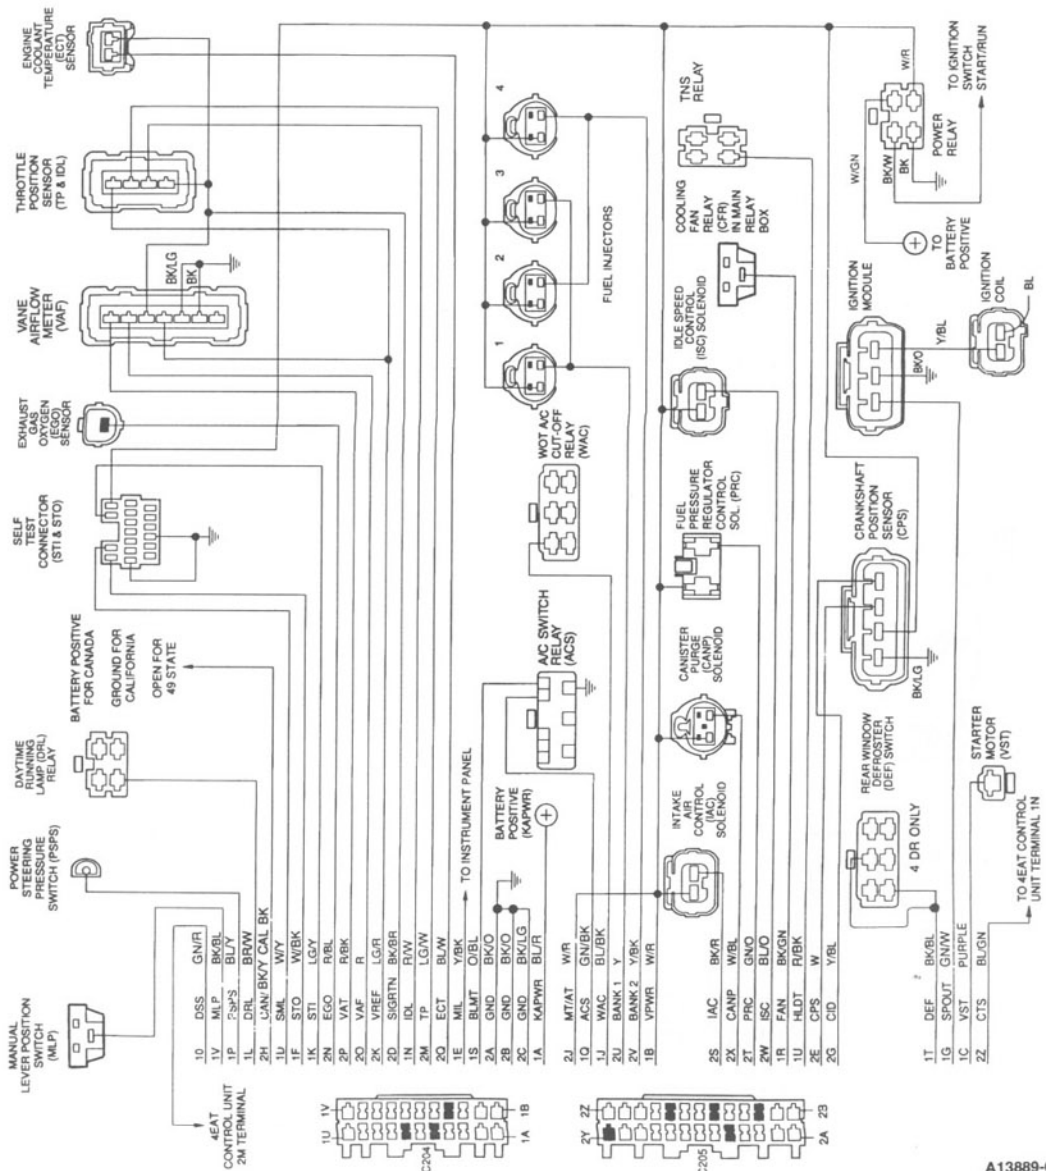 ENGINE
COOLANT
TEMPERATURE
(ECT)
SENSOR
THROTTLE
POSITION
SENSOR
(TP & IDL)
VANE
AIRFLOW
METER
(VAF)
BK/LG
BK
EXHAUST
GAS
OXYGEN
(EGO)
SENSOR
SELF
TEST
CONNECTOR
(STI & STO)
BATTERY POSITIVE
FOR CANADA
GROUND FOR
CALIFORNIA
OPEN FOR
49 STATE
DAYTIME
RUNNING
LAMP (DRL)
RELAY
POWER
STEERING
PRESSURE
SWITCH (PSPS)
MANUAL
LEVER POSITION
SWITCH
(MLP)
4EAT
CONTROL UNIT
2M TERMINAL
1O DSS GN/R
1V MLP BK/BL
1P PSPS BL/Y
1L DRL BR/W
2H CAN/ BK/Y CAL BK
1U SML W/Y
1F STO W/BK
1K STI LG/Y
2N EGO R/BL
2P VAT R/BK
2O VAF R
2K VREF LG/R
2D SIGRTN BK/BR
1N IDL R/W
2M TP LG/W
2Q ECT BL/W
1E MIL Y/BK
1S BLMT O/BL
2A GND BK/O
2B GND BK/O
2C GND BK/LG
1A KAPWR BL/R
TO INSTRUMENT PANEL
BATTERY
POSITIVE
(KAPWR)
A/C SWITCH
RELAY
(ACS)
WOT A/C
CUT-OFF
RELAY
(WAC)
1
2
3
4
FUEL INJECTORS
2J MT/AT W/R
1Q ACS GN/BK
1J WAC BL/BK
2U BANK 1 Y
2V BANK 2 Y/BK
1B VPWR W/R
INTAKE
AIR
CONTROL
(IAC)
SOLENOID
CANISTER
PURGE
(CANP)
SOLENOID
FUEL
PRESSURE
REGULATOR
CONTROL
SOL. (PRC)
IDLE SPEED
CONTROL
(ISC) SOLENOID
COOLING
FAN
RELAY
(CFR)
IN MAIN
RELAY
BOX
TNS
RELAY
2S IAC BK/R
2X CANP W/BL
2T PRC GN/O
2W ISC BL/O
1R FAN BK/GN
1U HLDT R/BK
2E CPS W
2G CID Y/BL
REAR WINDOW
DEFROSTER
(DEF) SWITCH
4 DR ONLY
CRANKSHAFT
POSITION
SENSOR
(CPS)
BK/LG
IGNITION
MODULE
BK/O
Y/BL
IGNITION
COIL
BL
TO
BATTERY
POSITIVE
W/GN
BK/W
BK
W/R
POWER
RELAY
TO IGNITION
SWITCH
START/RUN
STARTER
MOTOR
(VST)
TO 4EAT CONTROL
UNIT TERMINAL 1N
1T DEF BK/BL
1G SPOUT GN/W
1C VST PURPLE
2Z CTS BL/GN
1U
1V
1A
1B
C204
2Y
2Z
2A
2B
C205